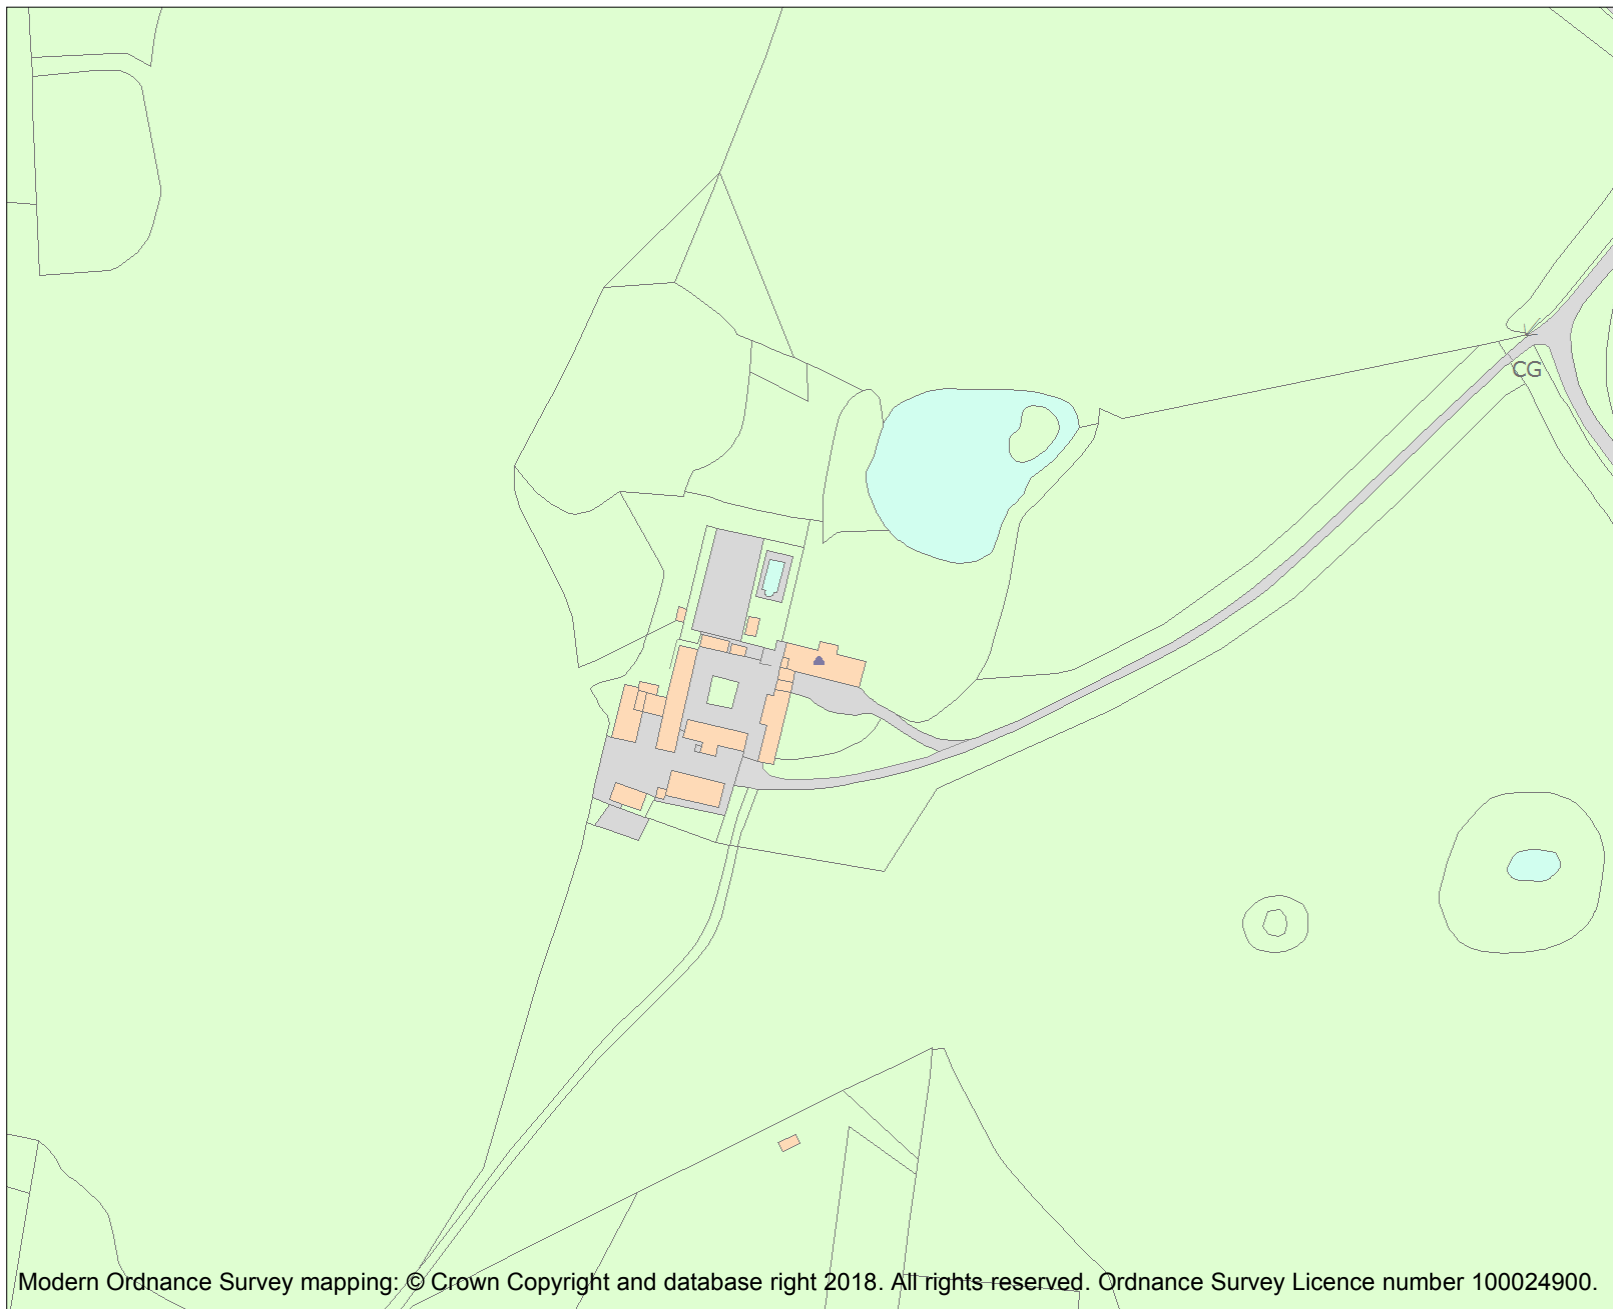 CG
Modern Ordnance Survey mapping: © Crown Copyright and database right 2018. All rights reserved. Ordnance Survey Licence number 100024900.